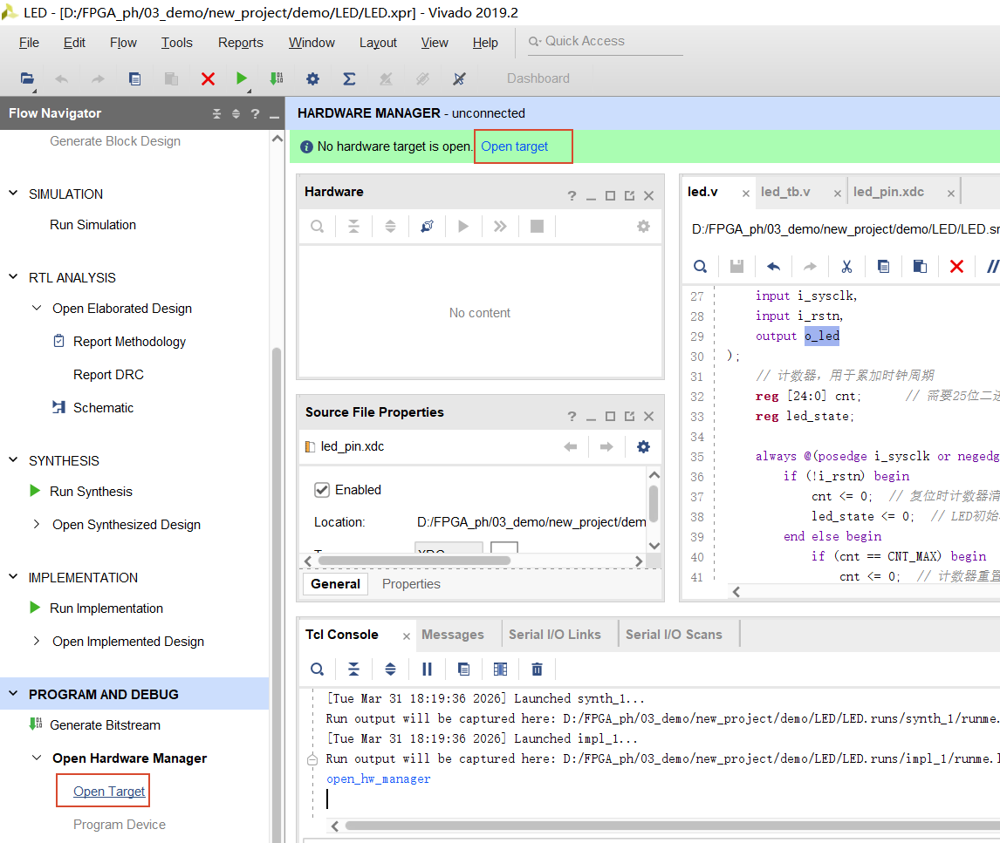 LED - [D:/FPGA_ph/03_demo/new_project/demo/LED/LED.xpr] - Vivado 2019.2
File Edit Flow Tools Reports Window Layout View Help Quick Access
Dashboard
Flow Navigator
Generate Block Design
SIMULATION
Run Simulation
RTL ANALYSIS
Open Elaborated Design
Report Methodology
Report DRC
Schematic
SYNTHESIS
Run Synthesis
Open Synthesized Design
IMPLEMENTATION
Run Implementation
Open Implemented Design
PROGRAM AND DEBUG
Generate Bitstream
Open Hardware Manager
Open Target
Program Device
HARDWARE MANAGER - unconnected
No hardware target is open. Open target
Hardware
No content
Source File Properties
led_pin.xdc
Enabled
Location: D:/FPGA_ph/03_demo/new_project/dem
General Properties
led.v led_tb.v led_pin.xdc
D:/FPGA_ph/03_demo/new_project/demo/LED/LED.sr
27 input i_sysclk,
28 input i_rstn,
29 output o_led
30 );
31 // 计数器，用于累加时钟周期
32 reg [24:0] cnt; // 需要25位二进
33 reg led_state;
34
35 always @(posedge i_sysclk or negedg
36 if (!i_rstn) begin
37 cnt <= 0; // 复位时计数器清
38 led_state <= 0; // LED初始
39 end else begin
40 if (cnt == CNT_MAX) begin
41 cnt <= 0; // 计数器重置
Tcl Console Messages Serial I/O Links Serial I/O Scans
[Tue Mar 31 18:19:36 2026] Launched synth_1...
Run output will be captured here: D:/FPGA_ph/03_demo/new_project/demo/LED/LED.runs/synth_1/runme.
[Tue Mar 31 18:19:36 2026] Launched impl_1...
Run output will be captured here: D:/FPGA_ph/03_demo/new_project/demo/LED/LED.runs/impl_1/runme.l
open_hw_manager